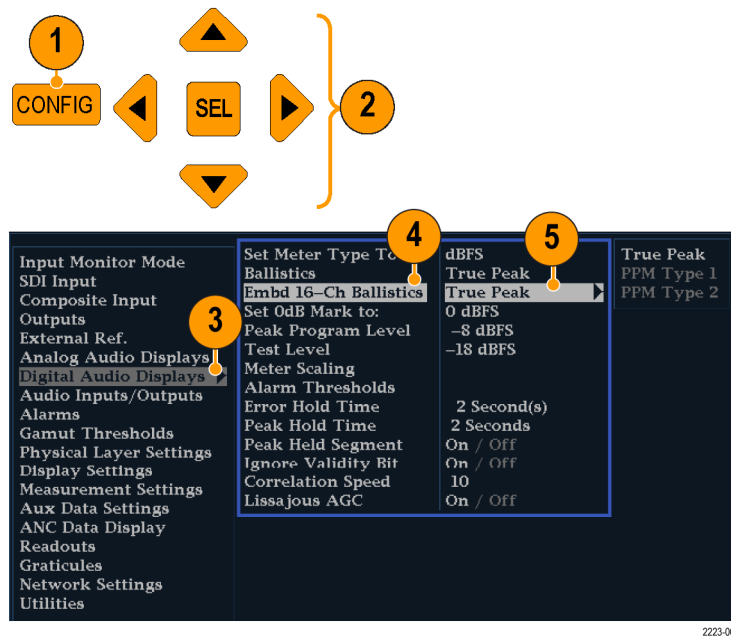 1
CONFIG
SEL
2
Input Monitor Mode
SDI Input
Composite Input
Outputs
External Ref.
Analog Audio Displays
Digital Audio Displays
Audio Inputs/Outputs
Alarms
Gamut Thresholds
Physical Layer Settings
Display Settings
Measurement Settings
Aux Data Settings
ANC Data Display
Readouts
Graticules
Network Settings
Utilities
3
Set Meter Type To dBFS
Ballistics True Peak
Embd 16–Ch Ballistics True Peak
Set 0dB Mark to: 0 dBFS
Peak Program Level –8 dBFS
Test Level –18 dBFS
Meter Scaling
Alarm Thresholds
Error Hold Time 2 Second(s)
Peak Hold Time 2 Seconds
Peak Held Segment On / Off
Ignore Validity Bit On / Off
Correlation Speed 10
Lissajous AGC On / Off
4
5
True Peak
PPM Type 1
PPM Type 2